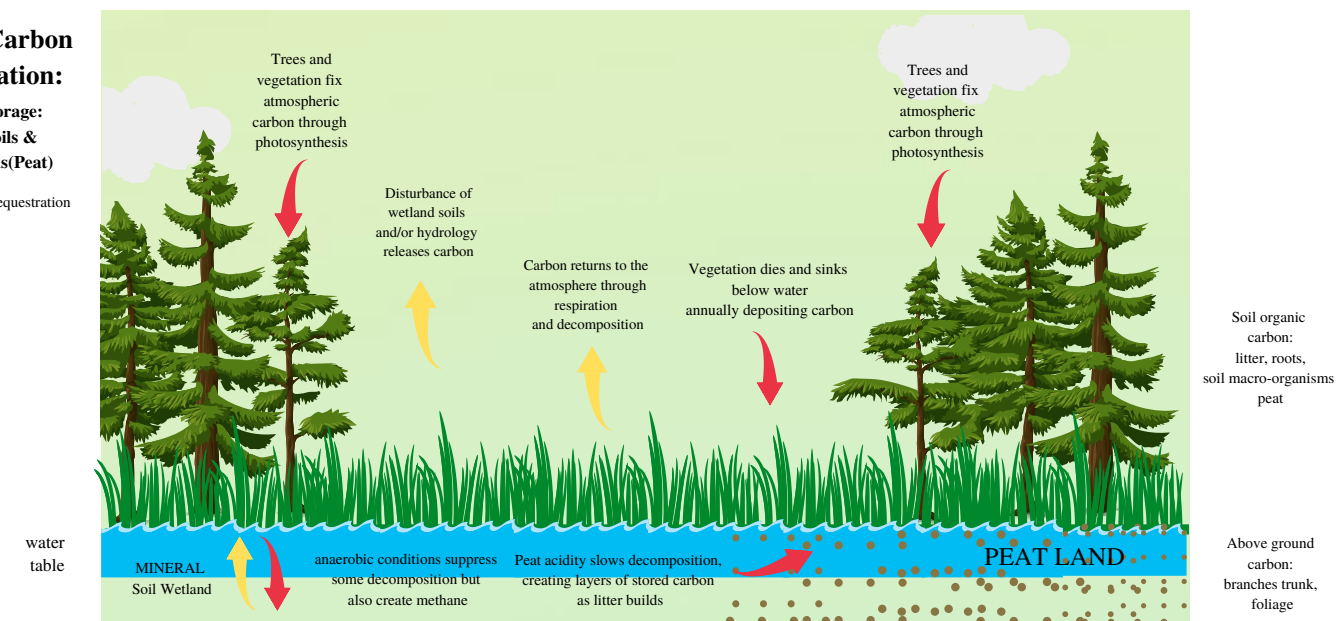 Carbon
ation:
orage:
oils &
s(Peat)
equestration
Trees and
vegetation fix
atmospheric
carbon through
photosynthesis
Disturbance of
wetland soils
and/or hydrology
releases carbon
Carbon returns to the
atmosphere through
respiration
and decomposition
Vegetation dies and sinks
below water
annually depositing carbon
Trees and
vegetation fix
atmospheric
carbon through
photosynthesis
Soil organic
carbon:
litter, roots,
soil macro-organisms
peat
water
table
MINERAL
Soil Wetland
anaerobic conditions suppress
some decomposition but
also create methane
Peat acidity slows decomposition,
creating layers of stored carbon
as litter builds
PEAT LAND
Above ground
carbon:
branches trunk,
foliage